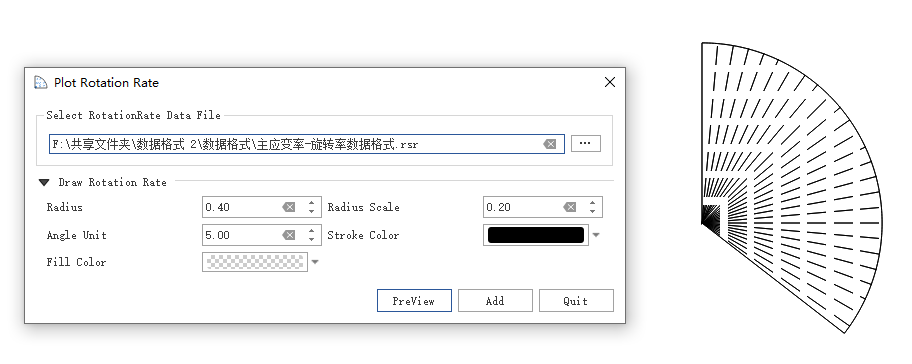 Plot Rotation Rate
Select RotationRate Data File
F:\共享文件夹\数据格式 2\数据格式\主应变率-旋转率数据格式.rsr
...
Draw Rotation Rate
Radius 0.40 Radius Scale 0.20
Angle Unit 5.00 Stroke Color
Fill Color
PreView Add Quit